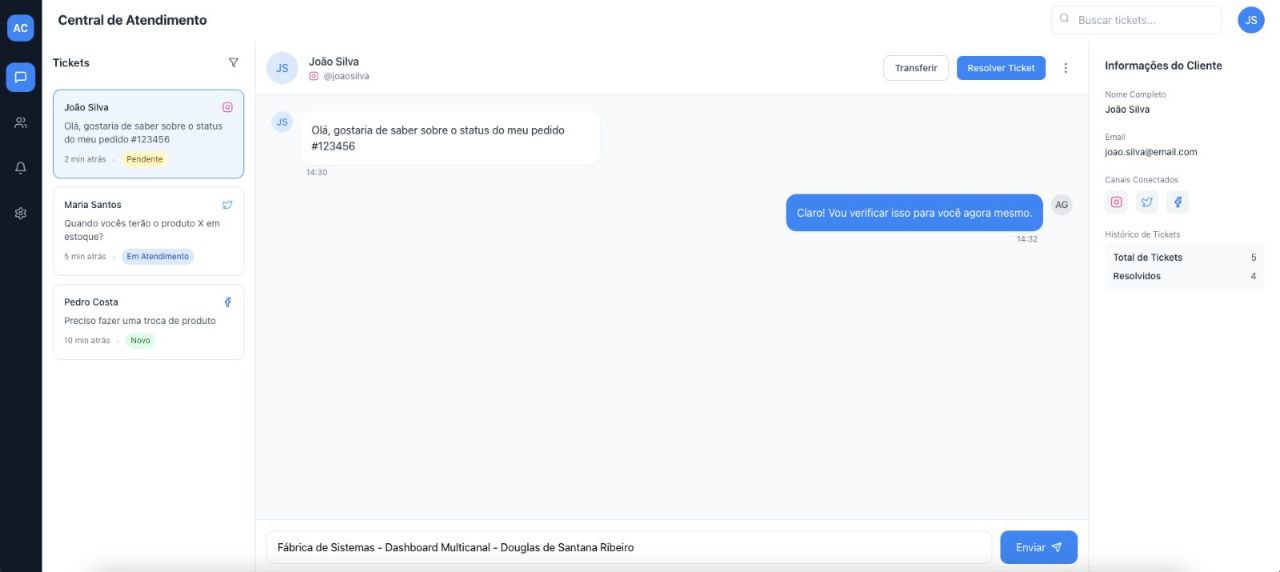 AC
Central de Atendimento
Buscar tickets...
JS
Tickets
João Silva
Olá, gostaria de saber sobre o status
do meu pedido #123456
2 min atrás · Pendente
Maria Santos
Quando vocês terão o produto X em
estoque?
5 min atrás · Em Atendimento
Pedro Costa
Preciso fazer uma troca de produto
10 min atrás · Novo
JS
João Silva
@joaosilva
Transferir
Resolver Ticket
JS
Olá, gostaria de saber sobre o status do meu pedido
#123456
14:30
Claro! Vou verificar isso para você agora mesmo.
AG
14:32
Fábrica de Sistemas - Dashboard Multicanal - Douglas de Santana Ribeiro
Enviar
Informações do Cliente
Nome Completo
João Silva
Email
joao.silva@email.com
Canais Conectados
Histórico de Tickets
Total de Tickets 5
Resolvidos 4